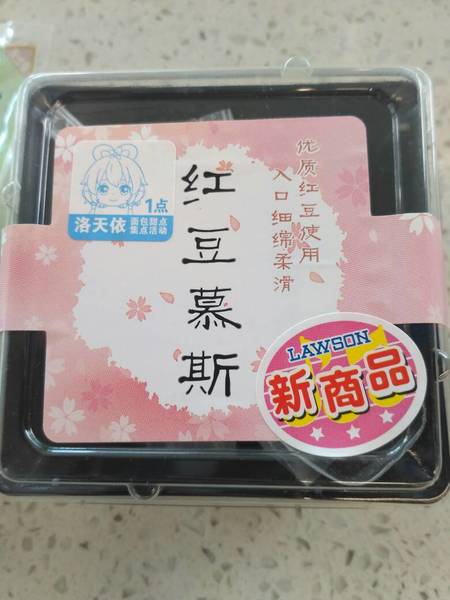 优质红豆使用
入口细绵柔滑
红豆慕斯
1点
洛天依
面包甜点
集点活动
LAWSON
新商品